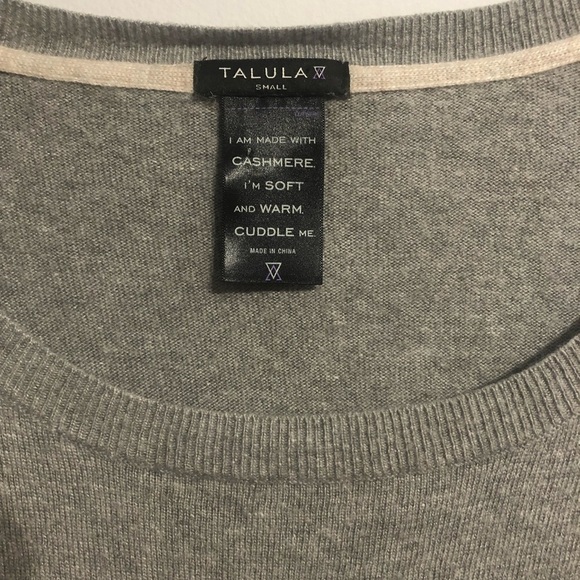 TALULA
SMALL
I AM MADE WITH
CASHMERE.
I'M SOFT
AND WARM.
CUDDLE ME.
MADE IN CHINA